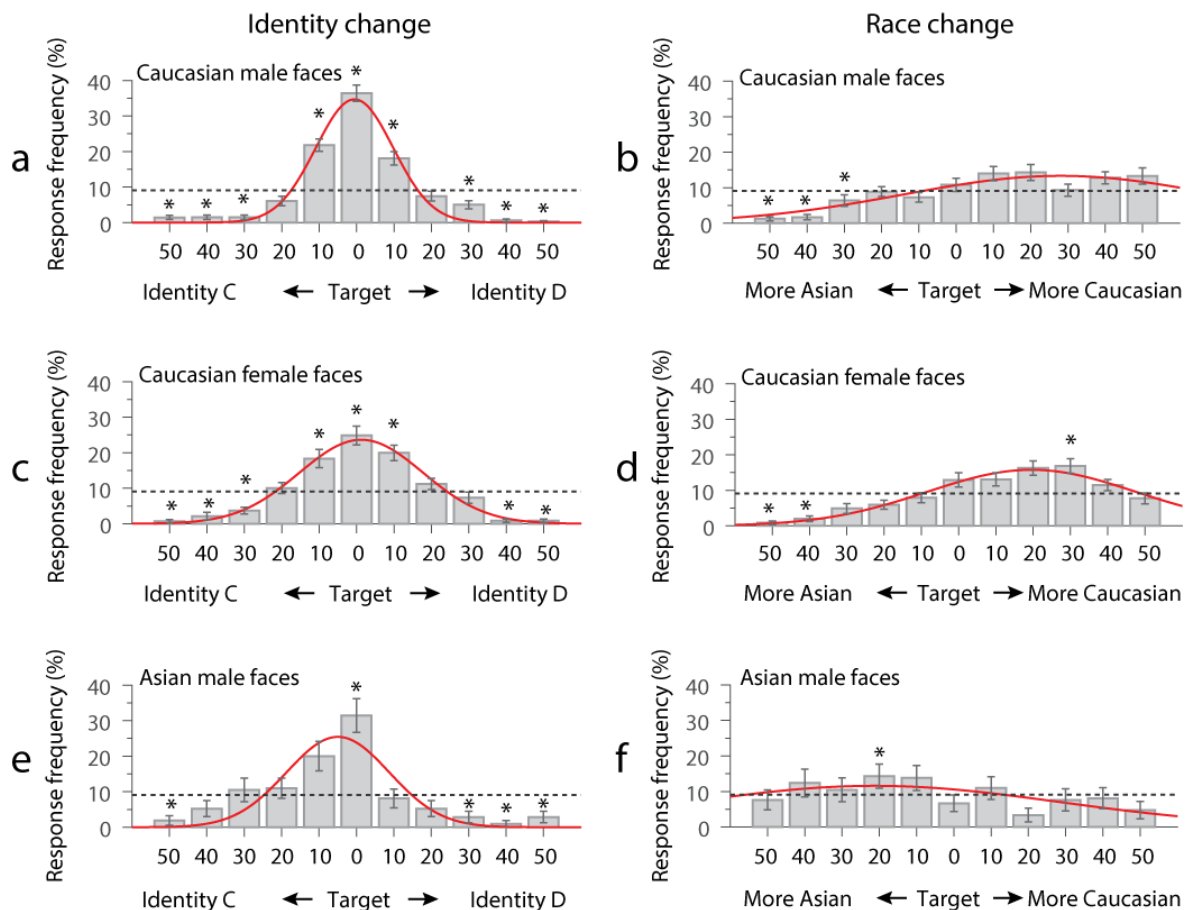 Identity change
Race change
a
Response frequency (%)
Caucasian male faces
40
30
20
10
0
* * * * * * * * *
50 40 30 20 10 0 10 20 30 40 50
Identity C ← Target → Identity D
b
Response frequency (%)
Caucasian male faces
40
30
20
10
0
* * *
50 40 30 20 10 0 10 20 30 40 50
More Asian ← Target → More Caucasian
c
Response frequency (%)
Caucasian female faces
40
30
20
10
0
* * * * * * * *
50 40 30 20 10 0 10 20 30 40 50
Identity C ← Target → Identity D
d
Response frequency (%)
Caucasian female faces
40
30
20
10
0
* * *
50 40 30 20 10 0 10 20 30 40 50
More Asian ← Target → More Caucasian
e
Response frequency (%)
Asian male faces
40
30
20
10
0
* * * * *
50 40 30 20 10 0 10 20 30 40 50
Identity C ← Target → Identity D
f
Response frequency (%)
Asian male faces
40
30
20
10
0
*
50 40 30 20 10 0 10 20 30 40 50
More Asian ← Target → More Caucasian